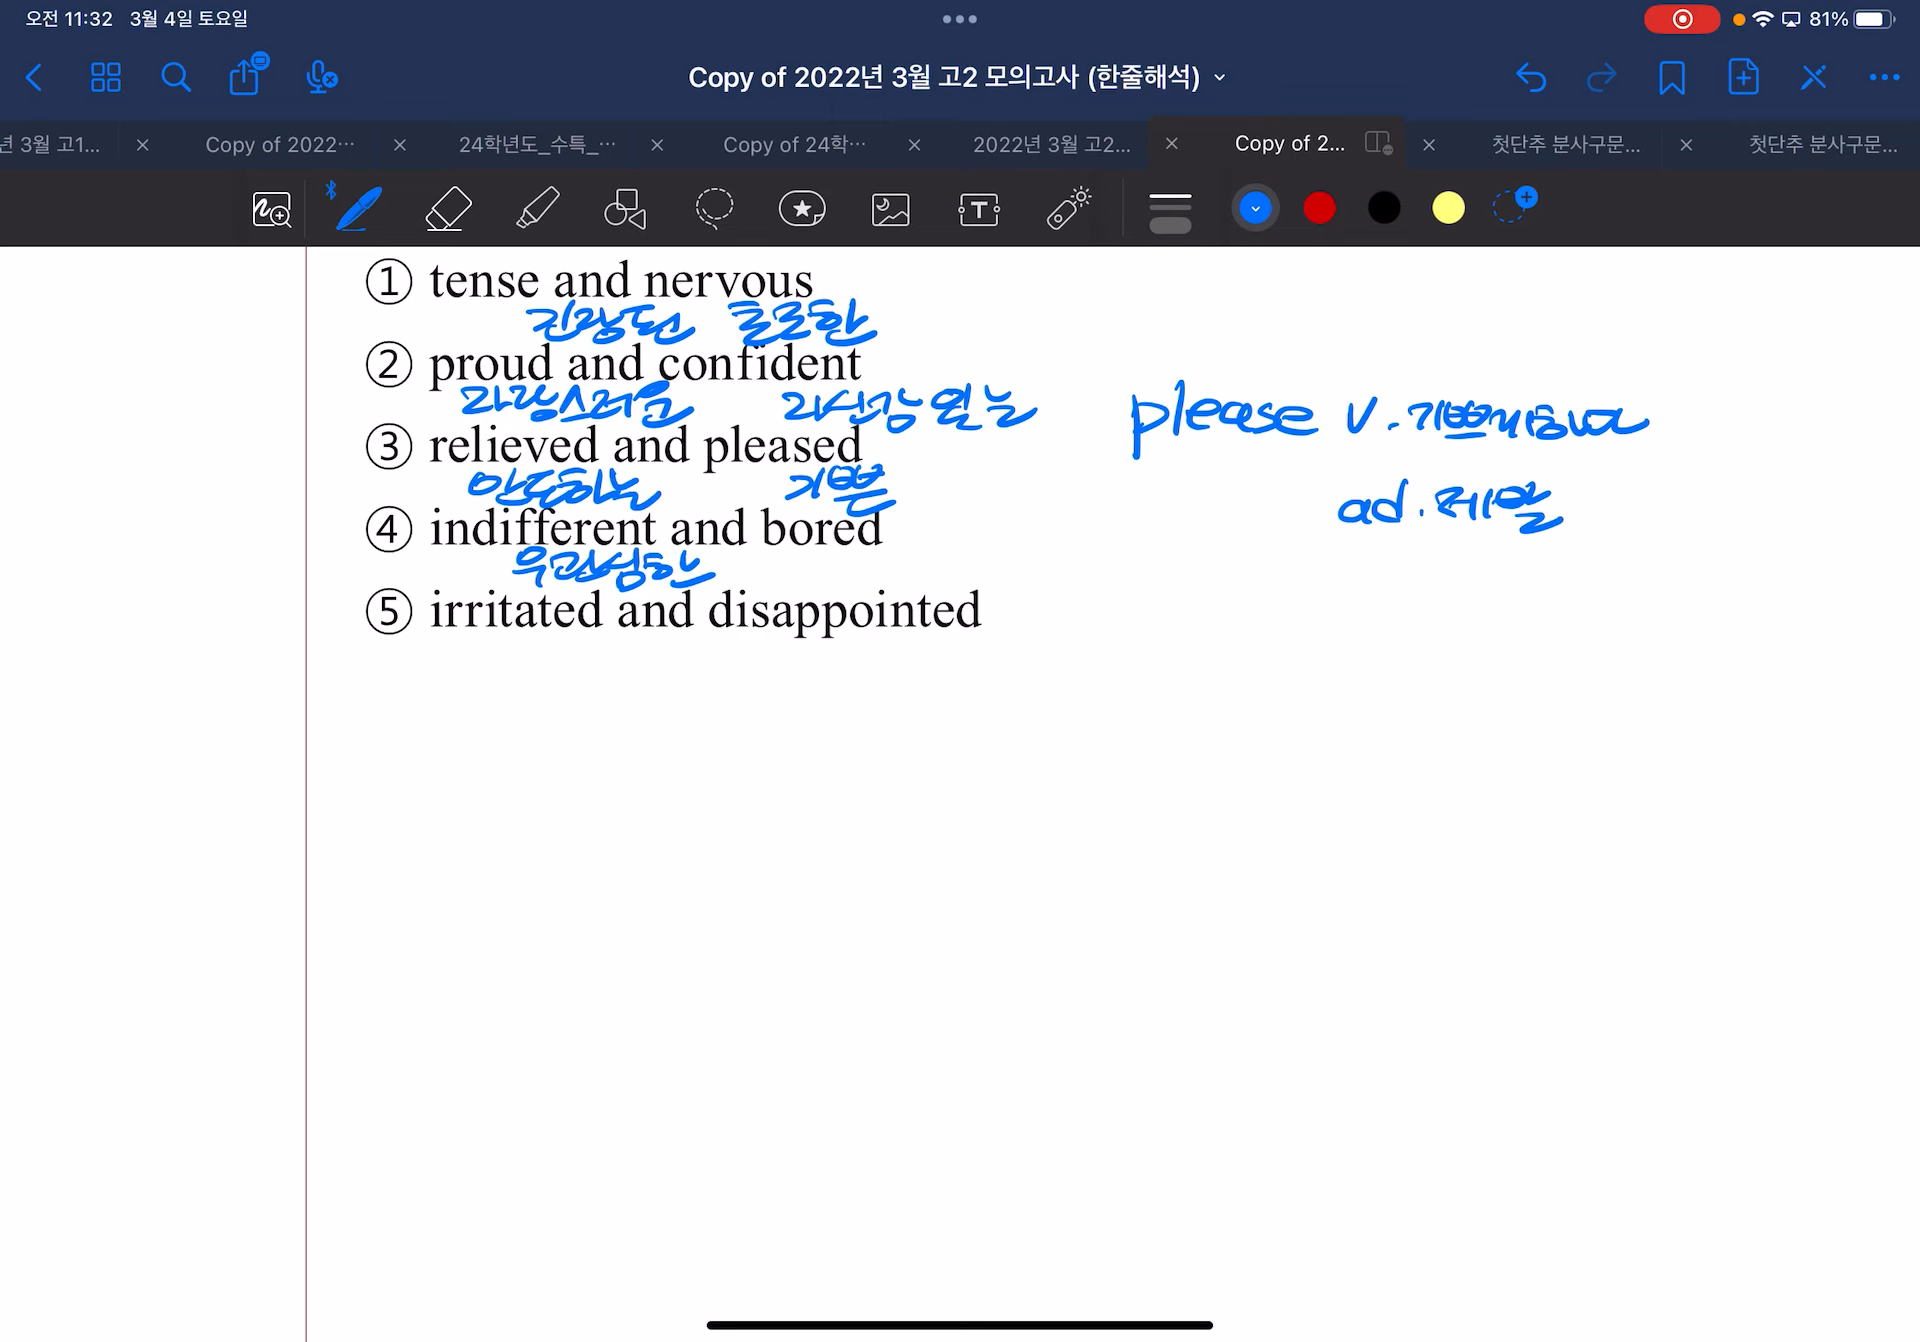 오전 11:32 3월 4일 토요일 81%
Copy of 2022년 3월 고2 모의고사 (한줄해석)
년 3월 고1... Copy of 2022... 24학년도_수특_... Copy of 24학... 2022년 3월 고2... Copy of 2... 첫단추 분사구문... 첫단추 분사구문...
① tense and nervous
긴장된 초조한
② proud and confident
자랑스러운 자신감 있는
please v. 기쁘게하다
③ relieved and pleased
안도하는 기쁜
ad. 제발
④ indifferent and bored
무관심한
⑤ irritated and disappointed